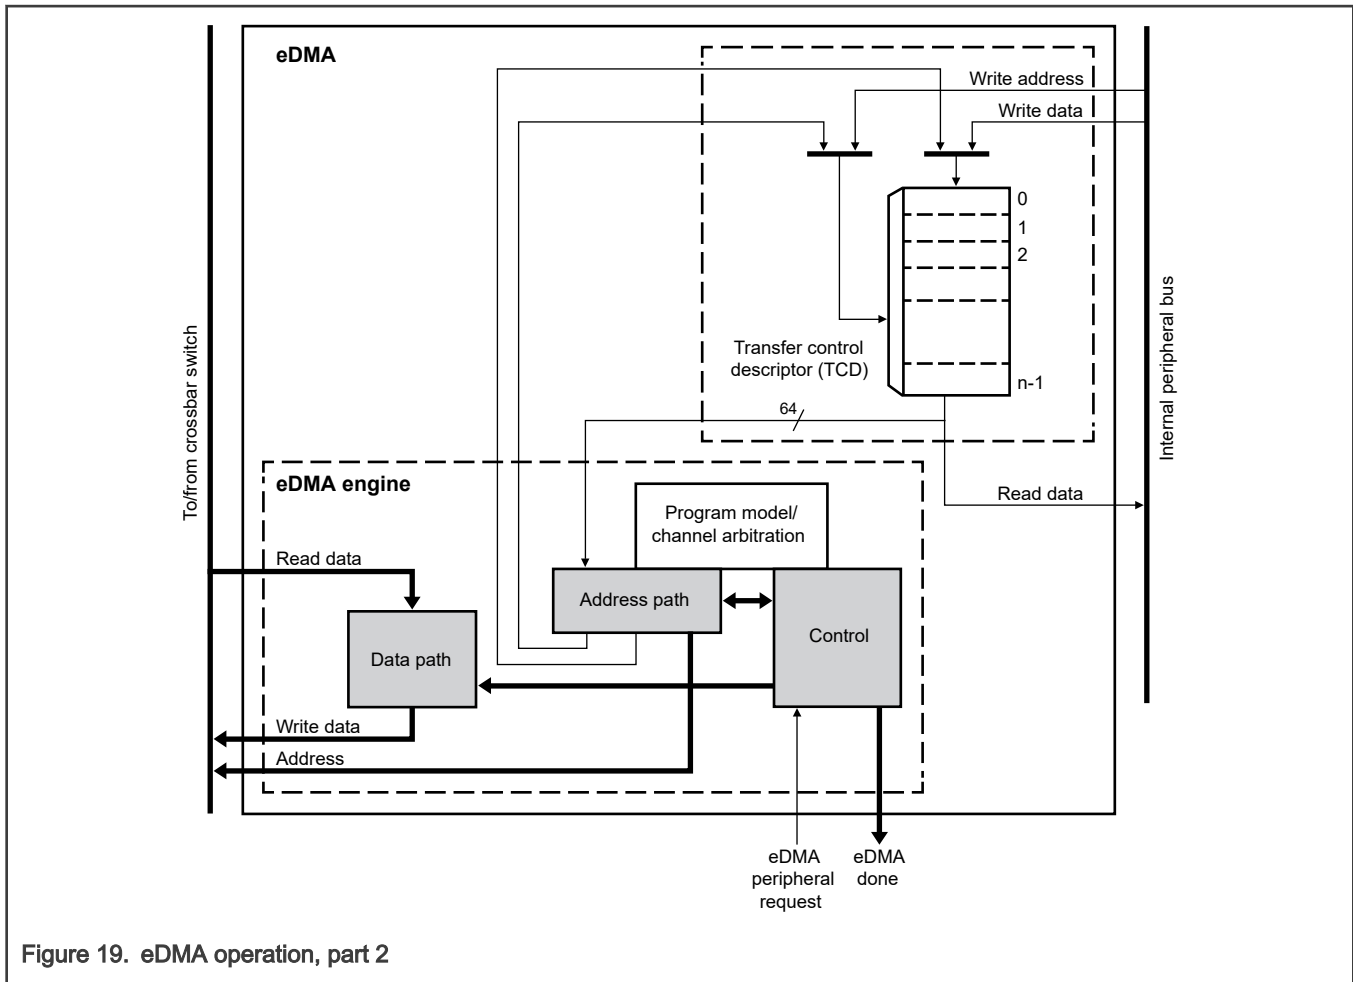 eDMA
Write address
Write data
0
1
2
Transfer control
descriptor (TCD)
n-1
64
To/from crossbar switch
Internal peripheral bus
eDMA engine
Read data
Program model/
channel arbitration
Read data
Address path
Control
Data path
Write data
Address
eDMA
peripheral
request
eDMA
done
Figure 19. eDMA operation, part 2